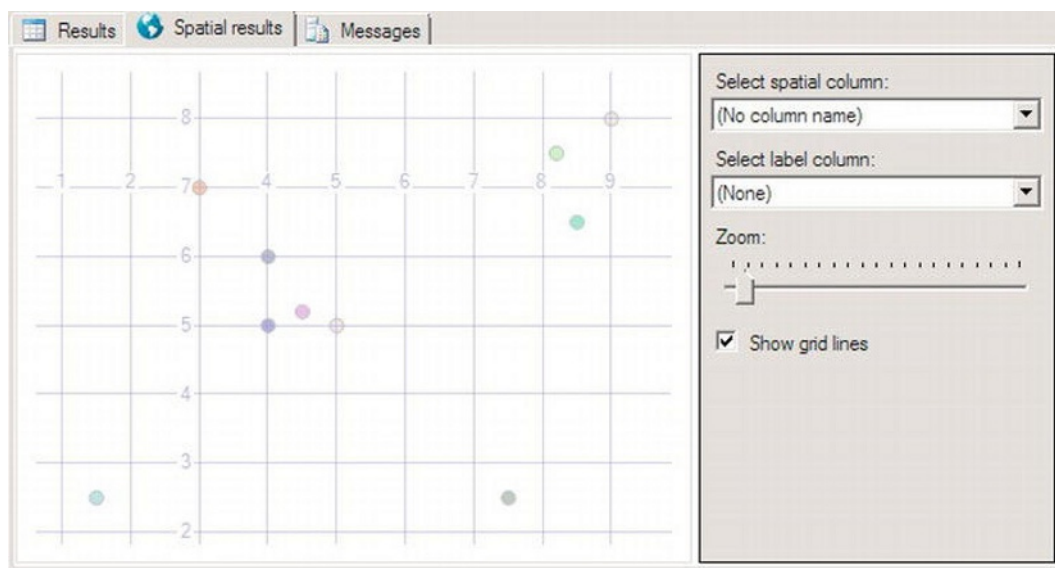 Results Spatial results Messages
Select spatial column:
(No column name)
Select label column:
(None)
Zoom:
Show grid lines
8
1 2 7 4 5 6 7 8 9
6
5
4
3
2